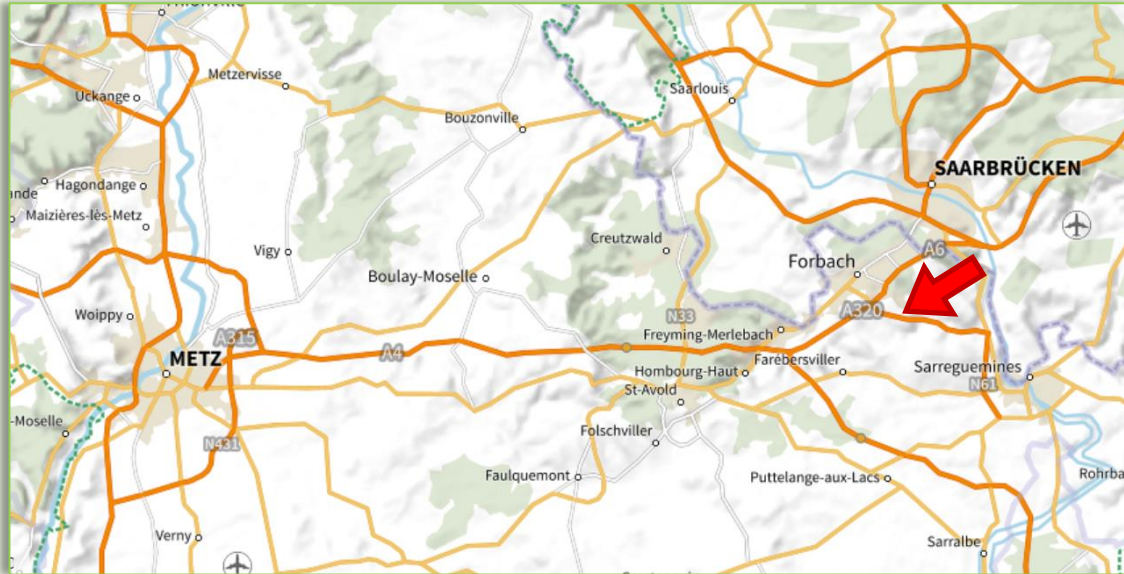 Metzervisse
Uckange
Saarlouis
Bouzonville
SAARBRÜCKEN
Hagondange
Maizières-lès-Metz
Creutzwald
Vigy
A6
Forbach
Boulay-Moselle
A320
Woippy
N33
Freyming-Merlebach
A315
METZ
A4
Farébersviller
Hombourg-Haut
Sarreguemines
St-Avold
N61
-Moselle
Folschviller
N431
Faulquemont
Puttelange-aux-Lacs
Rohrba
Verny
Sarralbe